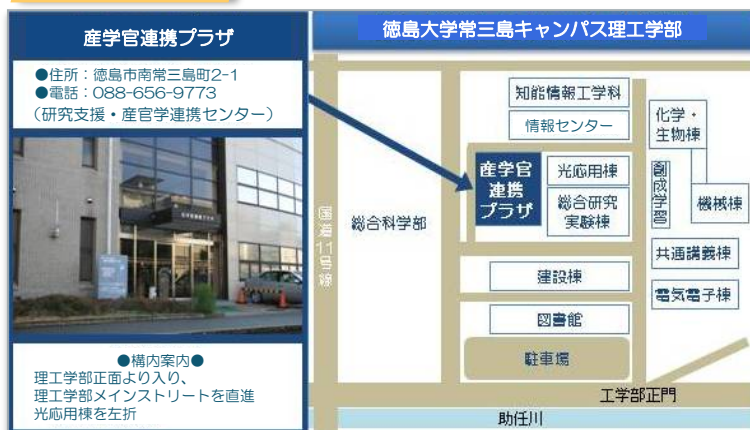 産学官連携プラザ
●住所：徳島市南常三島町2-1
●電話：088-656-9773
（研究支援・産官学連携センター）
●構内案内●
理工学部正面より入り、
理工学部メインストリートを直進
光応用棟を左折
徳島大学常三島キャンパス理工学部
国道11号線
総合科学部
知能情報工学科
情報センター
産学官
連携
プラザ
光応用棟
総合研究
実験棟
建設棟
図書館
駐車場
化学・
生物棟
創成学習
機械棟
共通講義棟
電気電子棟
工学部正門
助任川